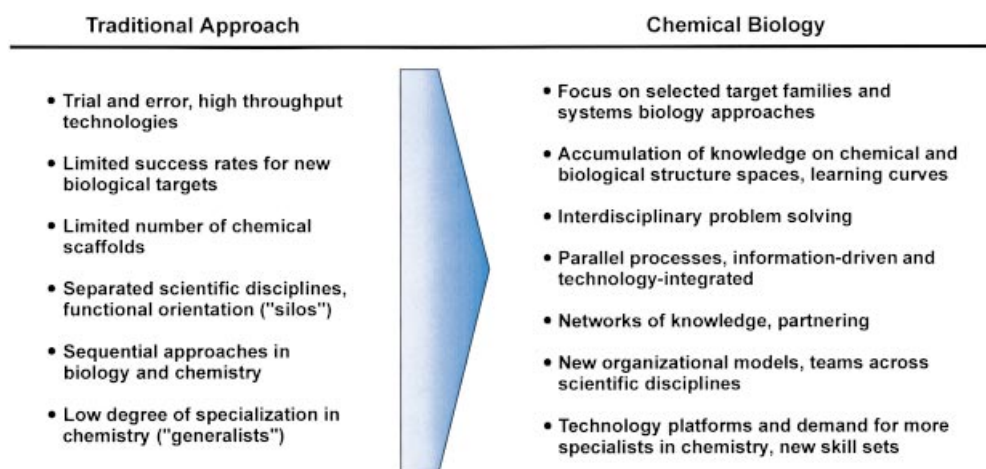 Traditional Approach
Chemical Biology
• Trial and error, high throughput
technologies
• Limited success rates for new
biological targets
• Limited number of chemical
scaffolds
• Separated scientific disciplines,
functional orientation ("silos")
• Sequential approaches in
biology and chemistry
• Low degree of specialization in
chemistry ("generalists")
• Focus on selected target families and
systems biology approaches
• Accumulation of knowledge on chemical and
biological structure spaces, learning curves
• Interdisciplinary problem solving
• Parallel processes, information-driven and
technology-integrated
• Networks of knowledge, partnering
• New organizational models, teams across
scientific disciplines
• Technology platforms and demand for more
specialists in chemistry, new skill sets